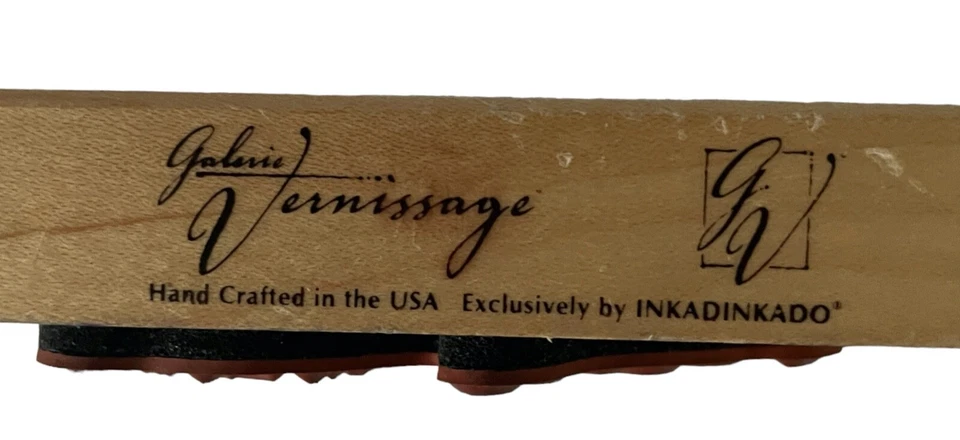 Galerie
Vernissage
GV
Hand Crafted in the USA Exclusively by INKADINKADO®